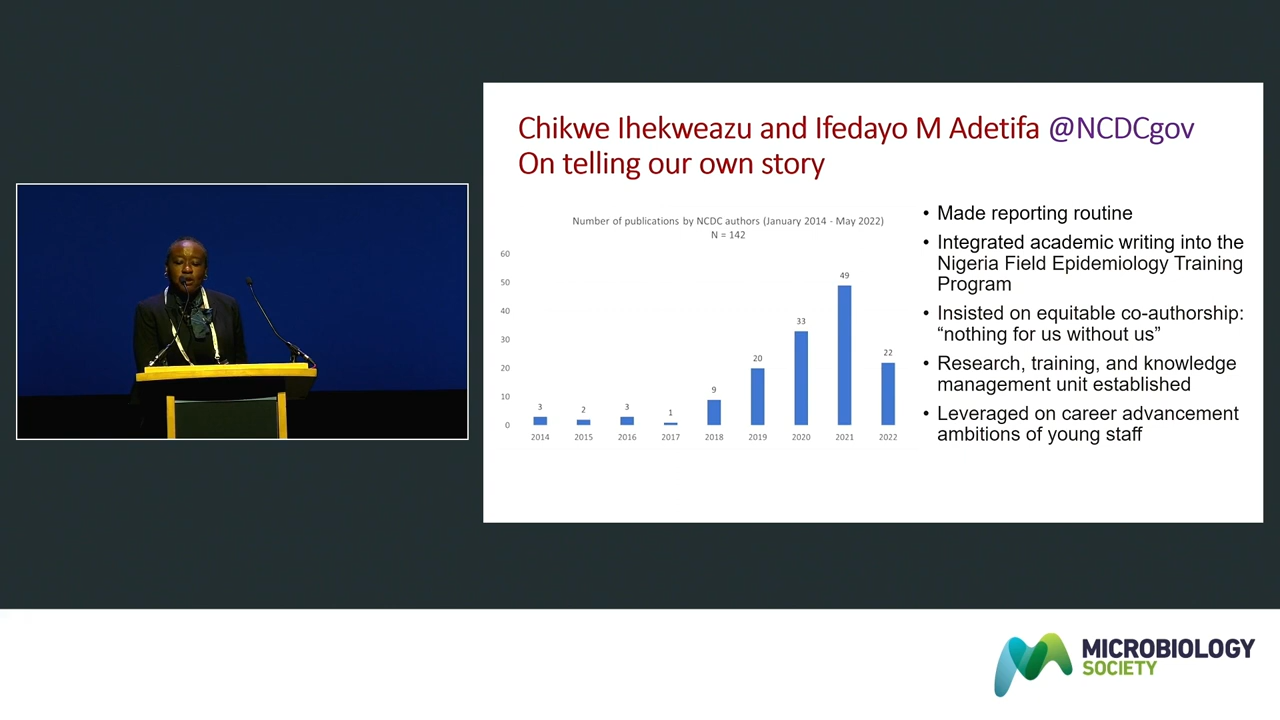 Chikwe Ihekweazu and Ifedayo M Adetifa @NCDCgov
On telling our own story
Number of publications by NCDC authors (January 2014 - May 2022)
N = 142
60
50
40
30
20
10
0
3
2
3
1
9
20
33
49
22
2014
2015
2016
2017
2018
2019
2020
2021
2022
• Made reporting routine
• Integrated academic writing into the
Nigeria Field Epidemiology Training
Program
• Insisted on equitable co-authorship:
“nothing for us without us”
• Research, training, and knowledge
management unit established
• Leveraged on career advancement
ambitions of young staff
MICROBIOLOGY
SOCIETY